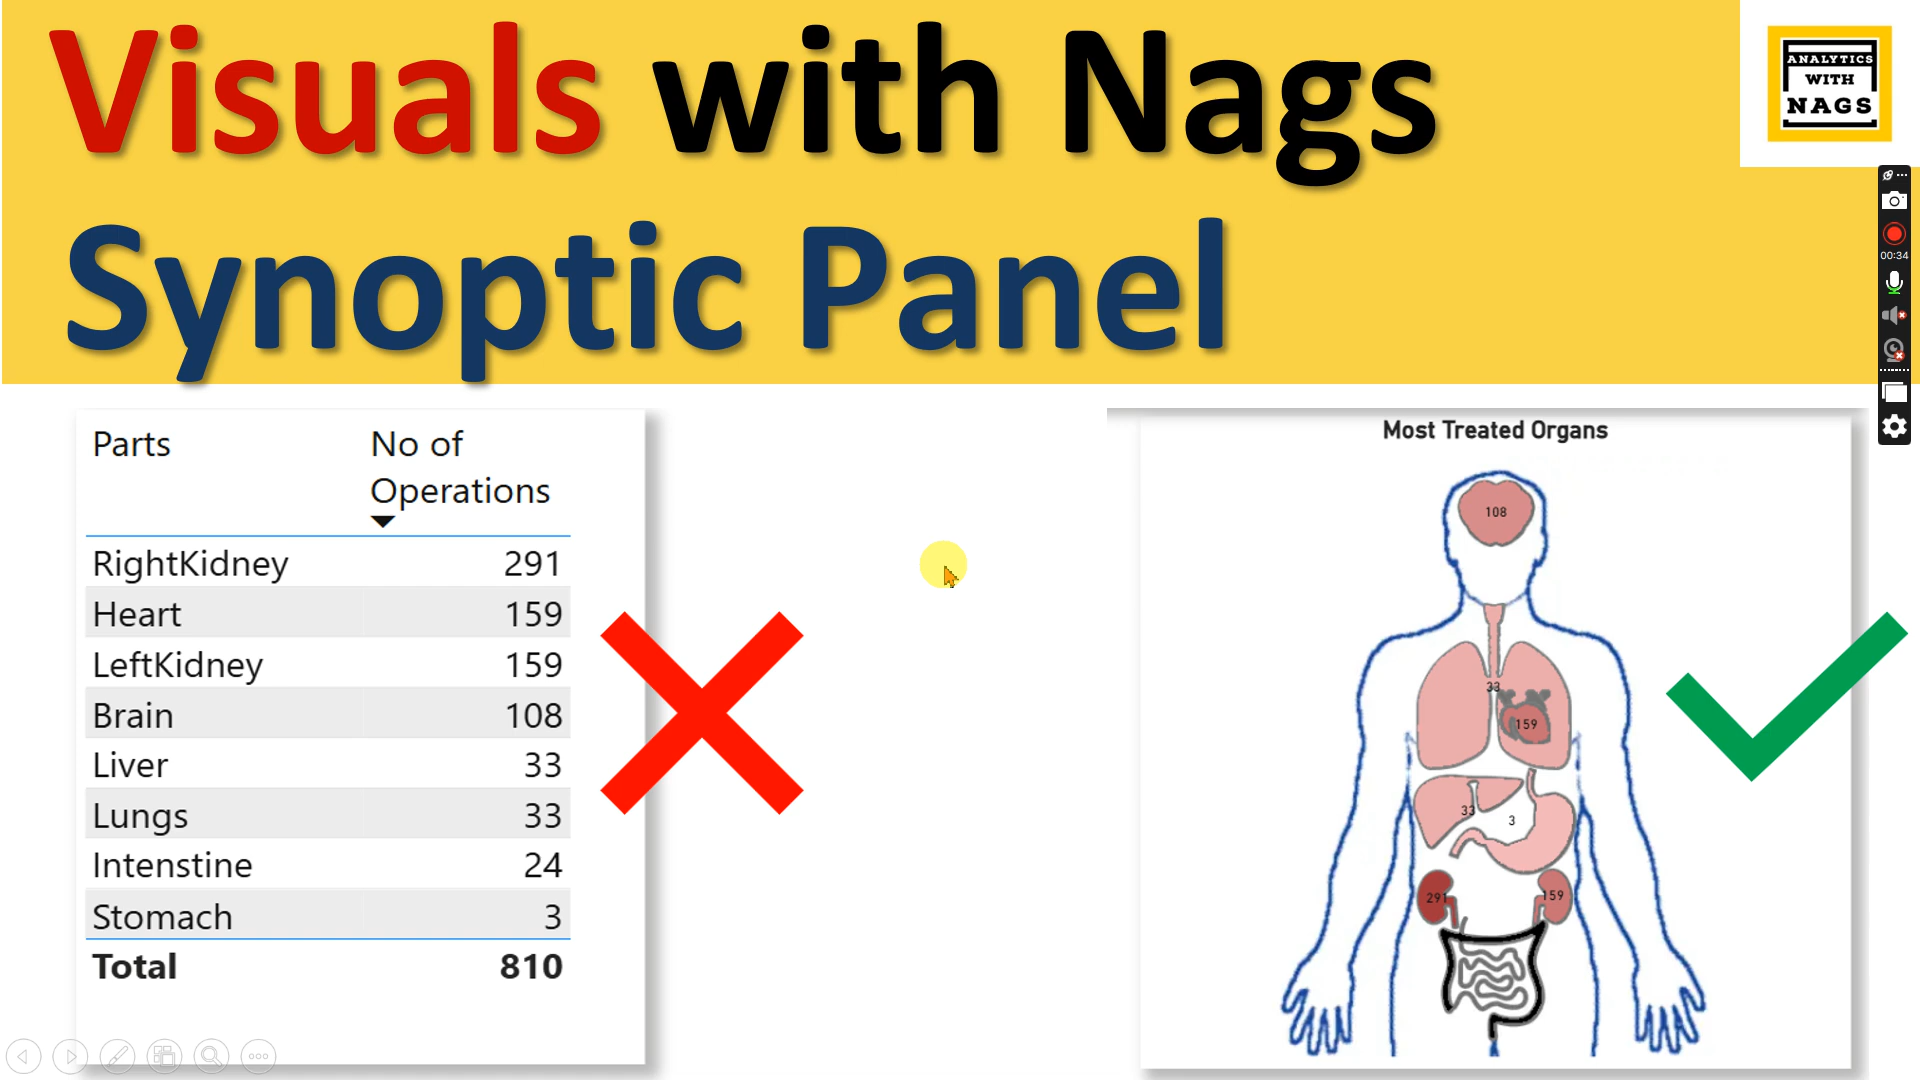 Visuals with Nags
Synoptic Panel
ANALYTICS
WITH
NAGS
00:34
Parts
No of
Operations
RightKidney 291
Heart 159
LeftKidney 159
Brain 108
Liver 33
Lungs 33
Intenstine 24
Stomach 3
Total 810
Most Treated Organs
108
33
159
33
3
291
159